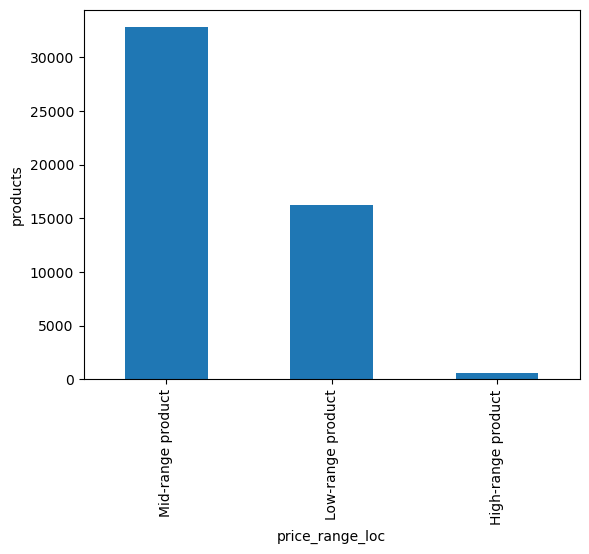 30000
25000
20000
15000
10000
5000
0
products
Mid-range product
Low-range product
High-range product
price_range_loc